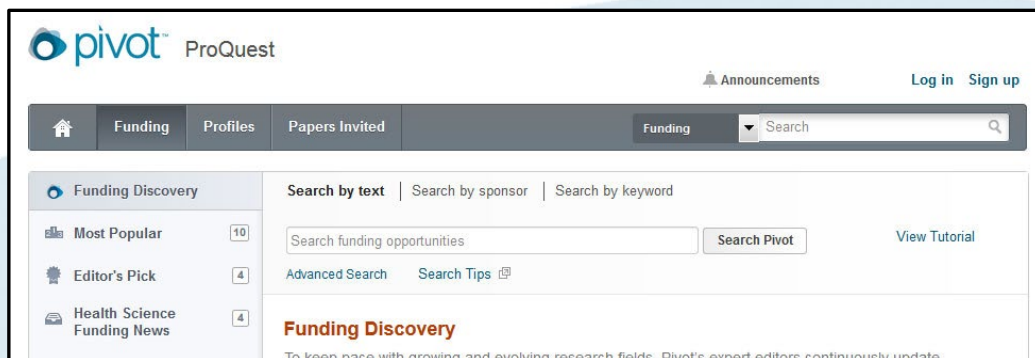 pivot™ ProQuest
Announcements Log in Sign up
Funding Profiles Papers Invited Funding Search
Funding Discovery Search by text Search by sponsor Search by keyword
Most Popular 10 Search funding opportunities Search Pivot View Tutorial
Editor's Pick 4 Advanced Search Search Tips
Health Science 4
Funding News
Funding Discovery
To keep pace with growing and evolving research fields, Pivot's expert editors continuously update